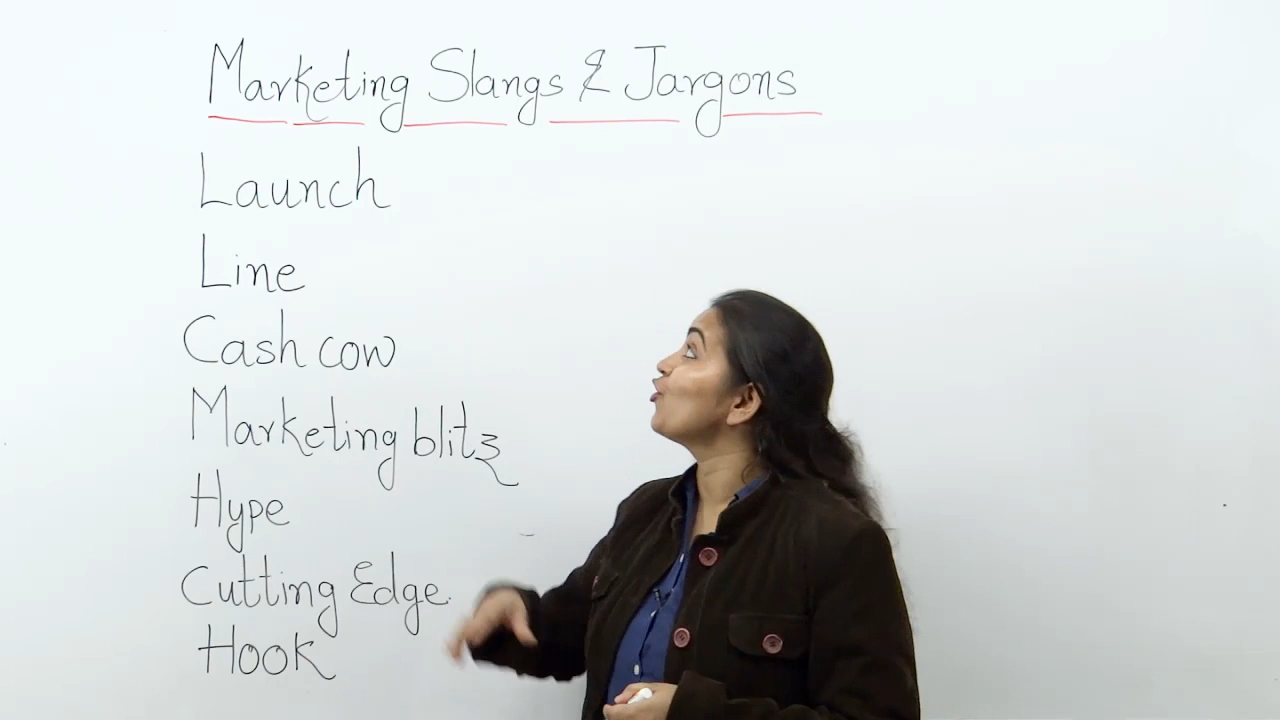 Marketing Slangs & Jargons
Launch
Line
Cash cow
Marketing blitz
Hype
Cutting Edge.
Hook